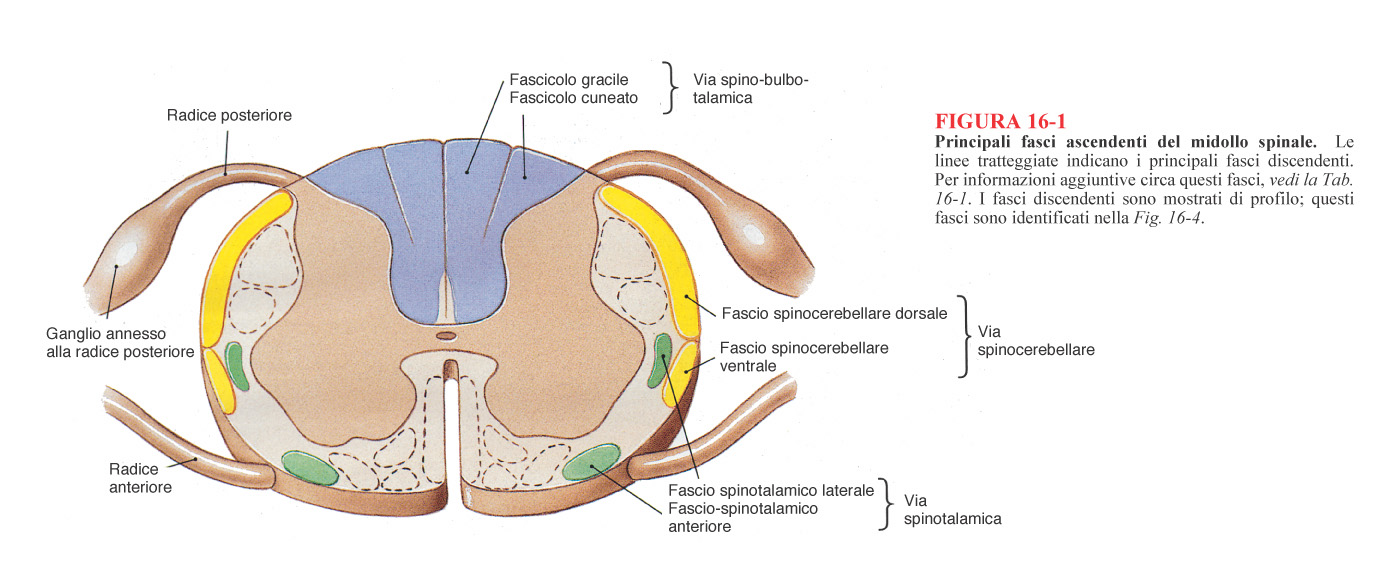 Fascicolo gracile
Fascicolo cuneato
Via spino-bulbo-
talamica
Radice posteriore
FIGURA 16-1
Principali fasci ascendenti del midollo spinale. Le
linee tratteggiate indicano i principali fasci discendenti.
Per informazioni aggiuntive circa questi fasci, vedi la Tab.
16-1. I fasci discendenti sono mostrati di profilo; questi
fasci sono identificati nella Fig. 16-4.
Ganglio annesso
alla radice posteriore
Fascio spinocerebellare dorsale
Fascio spinocerebellare
ventrale
Via
spinocerebellare
Radice
anteriore
Fascio spinotalamico laterale
Fascio-spinotalamico
anteriore
Via
spinotalamica